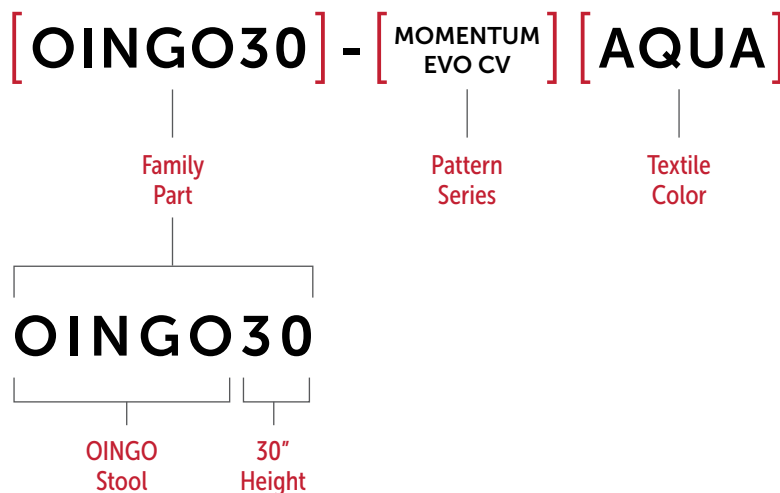 [OINGO30] - [MOMENTUM EVO CV] [AQUA]
Family Part
Pattern Series
Textile Color
OINGO30
OINGO Stool
30” Height